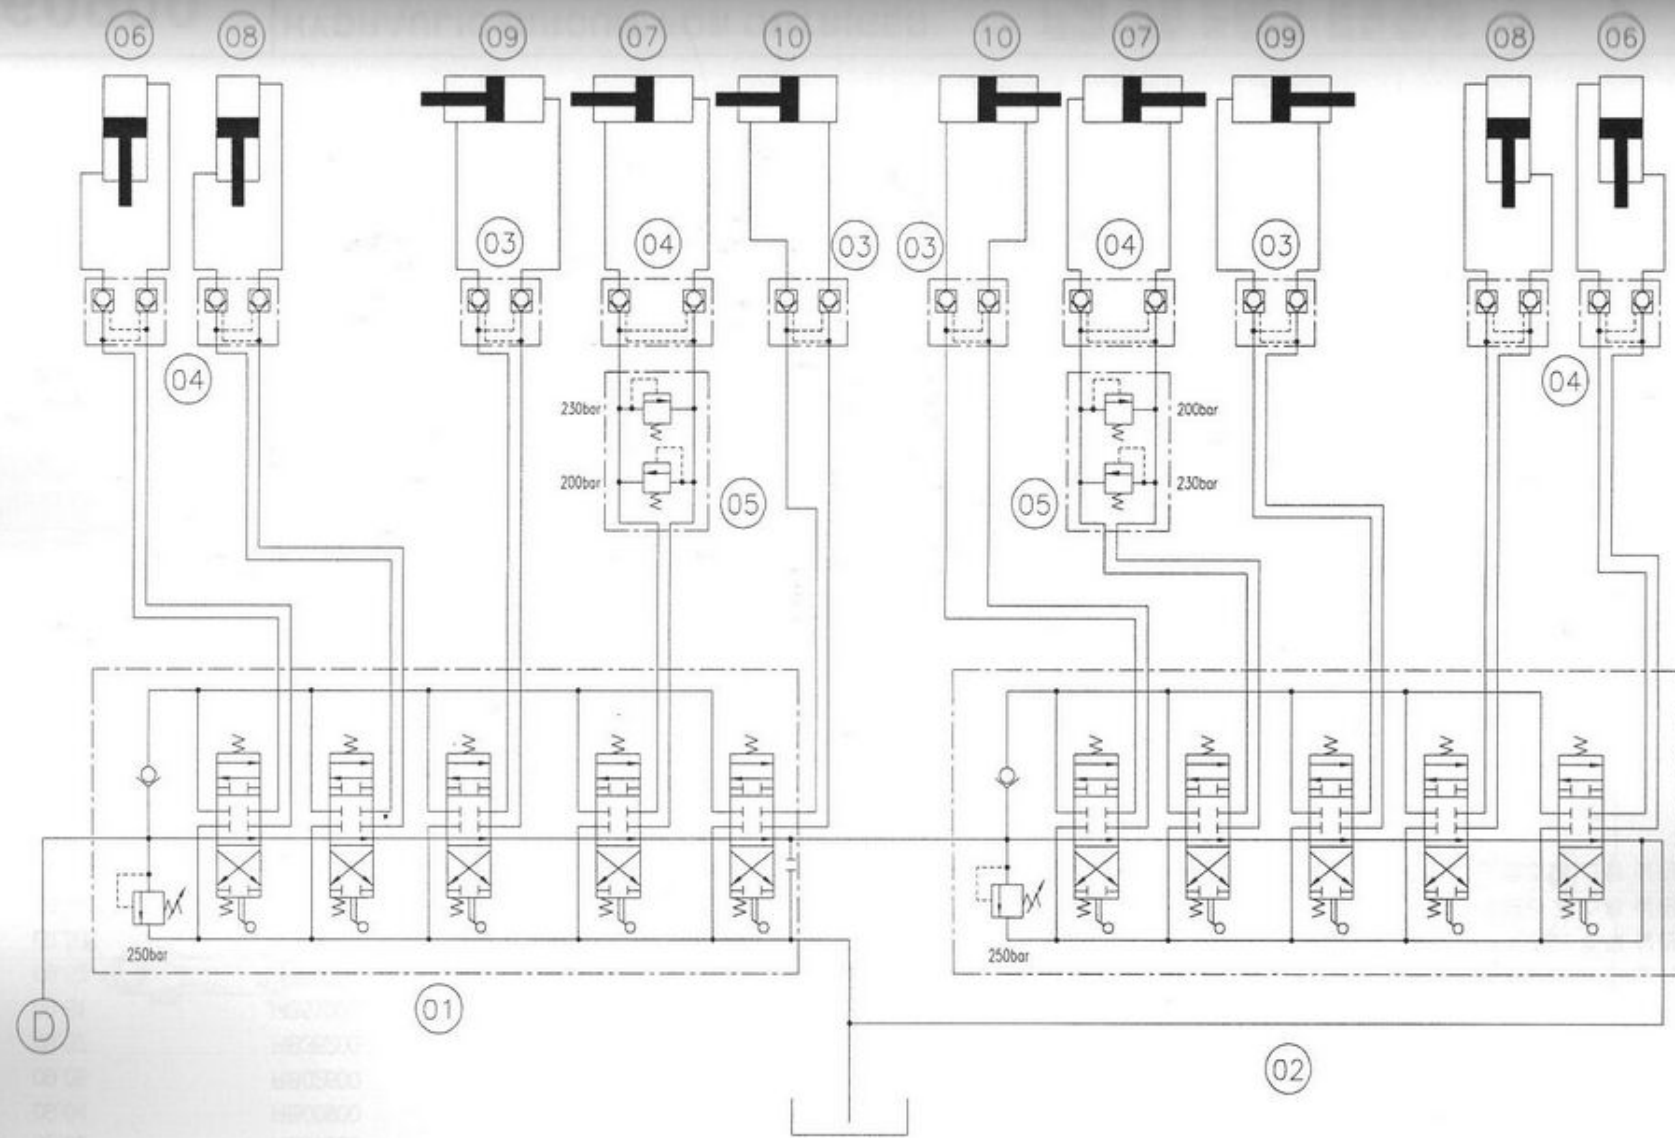 06 08 09 07 10 10 07 09 08 06
03 04 03 03 04 03
04 04
230bar 200bar
200bar 230bar
05 05
250bar 250bar
01
D
02